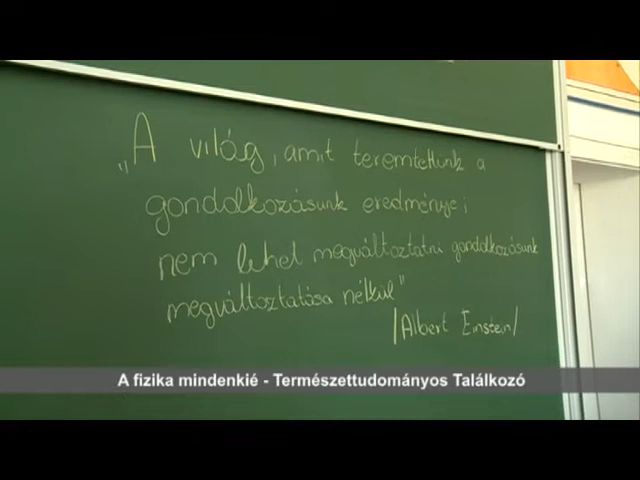 „A világ, amit teremtettünk a
gondolkozásunk eredménye;
nem lehet megváltoztatni gondolkozásunk
megváltoztatása nélkül"
/Albert Einstein/
A fizika mindenkié - Természettudományos Találkozó